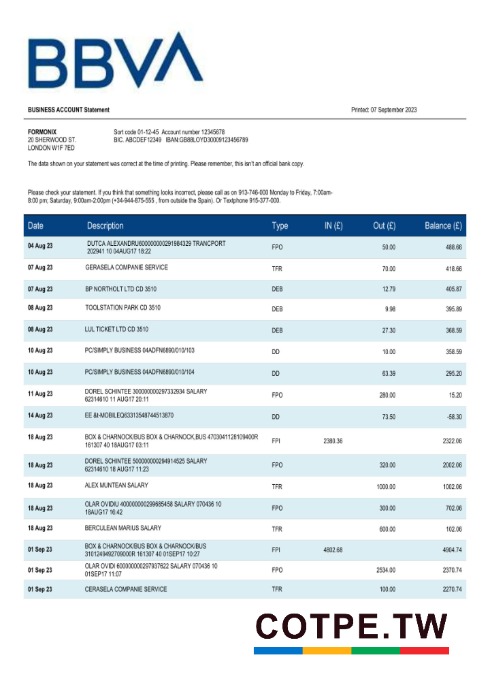 BBVA
BUSINESS ACCOUNT Statement Printed: 07 September 2023
FORMONIX Sort code 01-12-45 Account number 12345678
20 SHERWOOD ST. BIC. ABCDEF12349 IBAN:GB88LOYD30009123456789
LONDON W1F 7ED
The data shown on your statement was correct at the time of printing. Please remember, this isn't an official bank copy.
Please check your statement. If you think that something looks incorrect, please call as on 913-746-000 Monday to Friday, 7:00am-
8:00 pm; Saturday, 9:00am-2:00pm (+34-944-875-555 , from outside the Spain). Or Textphone 915-377-000.
Date Description Type IN (£) Out (£) Balance (£)
04 Aug 23 DUTCA ALEXANDRU600000000291984329 TRANCPORT FPO 50.00 488.66
202941 10 04AUG17 18:22
07 Aug 23 GERASELA COMPANIE SERVICE TFR 70.00 418.66
07 Aug 23 BP NORTHOLT LTD CD 3510 DEB 12.79 405.87
08 Aug 23 TOOLSTATION PARK CD 3510 DEB 9.98 395.89
08 Aug 23 LUL TICKET LTD CD 3510 DEB 27.30 368.59
10 Aug 23 PC/SIMPLY BUSINESS 04ADFN6890/010/103 DD 10.00 358.59
10 Aug 23 PC/SIMPLY BUSINESS 04ADFN6890/010/104 DD 63.39 295.20
11 Aug 23 DOREL SCHINTEE 300000000297332934 SALARY FPO 280.00 15.20
62314610 11 AUG17 20:11
14 Aug 23 EE &I-MOBILEQ63313548744513870 DD 73.50 -58.30
18 Aug 23 BOX & CHARNOCK/BUS BOX & CHARNOCK,BUS 4703041128109400R FPI 2380.36 2322.06
161307 40 18AUG17 03:11
18 Aug 23 DOREL SCHINTEE 500000000294914525 SALARY FPO 320.00 2002.06
62314610 18 AUG17 11:23
18 Aug 23 ALEX MUNTEAN SALARY TFR 1000.00 1002.06
18 Aug 23 OLAR OVIDIU 400000000299685458 SALARY 070436 10 FPO 300.00 702.06
18AUG17 16:42
18 Aug 23 BERCULEAN MARIUS SALARY TFR 600.00 102.06
01 Sep 23 BOX & CHARNOCK/BUS BOX & CHARNOCK/BUS FPI 4802.68 4904.74
3101249492700000R 161307 40 01SEP17 10:27
01 Sep 23 OLAR OVIDI 600000000297937622 SALARY 070436 10 FPO 2534.00 2370.74
01SEP17 11:07
01 Sep 23 CERASELA COMPANIE SERVICE TFR 100.00 2270.74
COTPE.TW